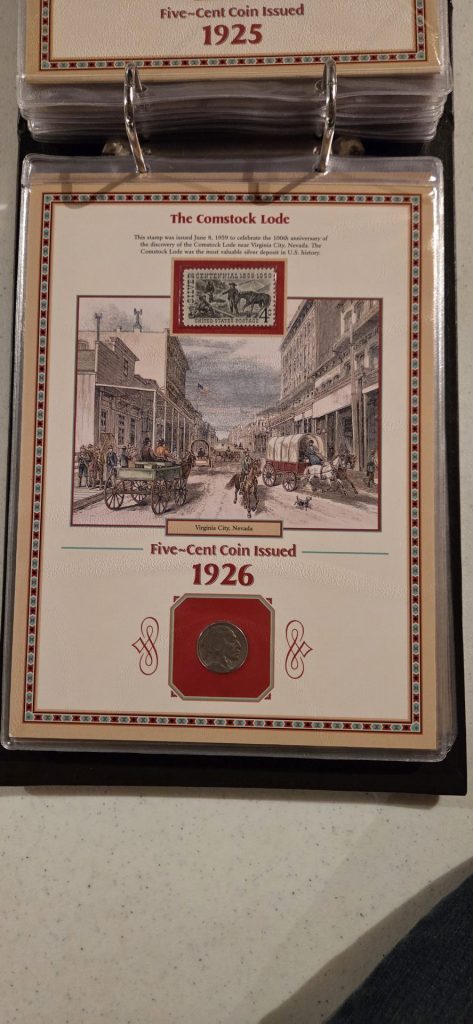 Five~Cent Coin Issued
1925
The Comstock Lode
This stamp was issued June 8, 1959 to celebrate the 100th anniversary of
the discovery of the Comstock Lode near Virginia City, Nevada. The
Comstock Lode was the most valuable silver deposit in U.S. history.
CENTENNIAL 1859-1959
4¢
UNITED STATES POSTAGE
Virginia City, Nevada
Five~Cent Coin Issued
1926